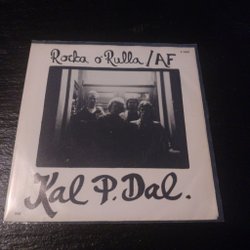 Rocka o Rulla / AF
Kal P. Dal.